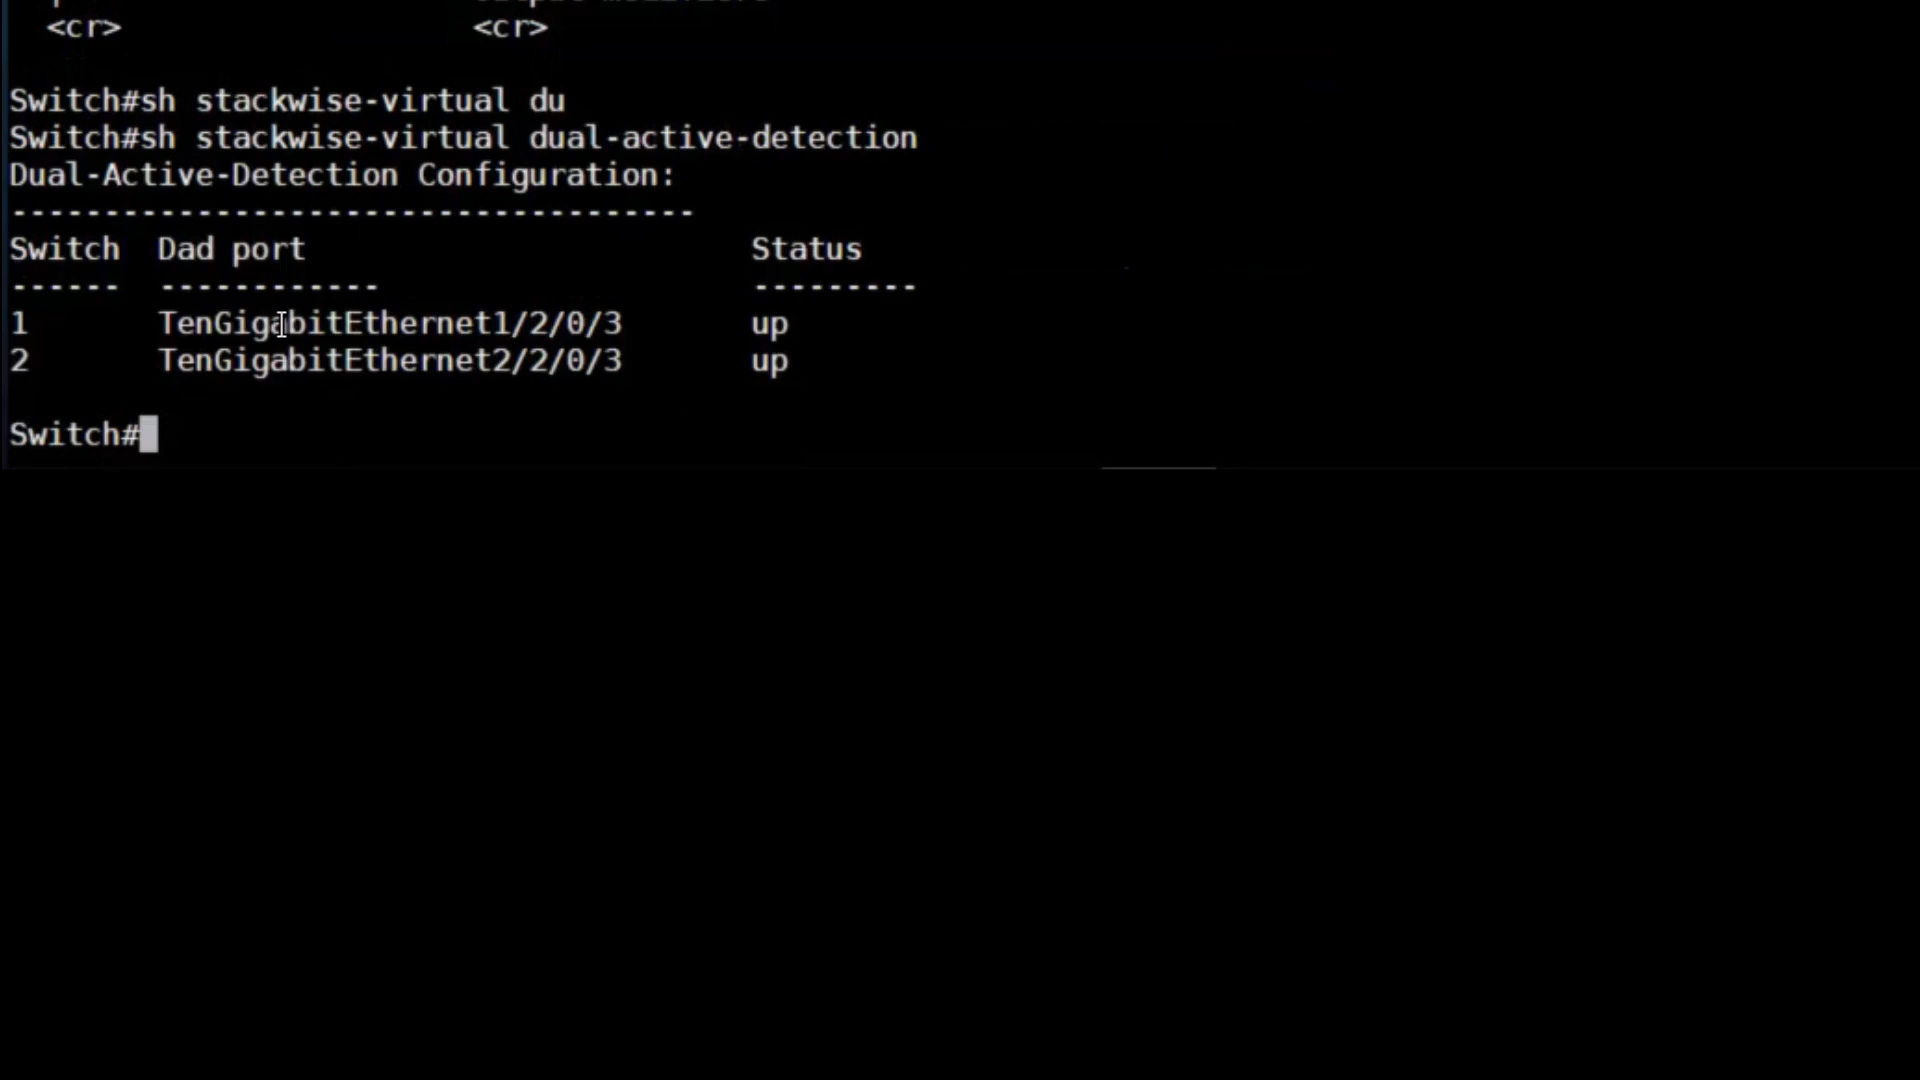 <cr> <cr>
Switch#sh stackwise-virtual du
Switch#sh stackwise-virtual dual-active-detection
Dual-Active-Detection Configuration:
-------------------------------------
Switch  Dad port                        Status
------  ------------                    ---------
1       TenGigabitEthernet1/2/0/3       up
2       TenGigabitEthernet2/2/0/3       up
Switch#